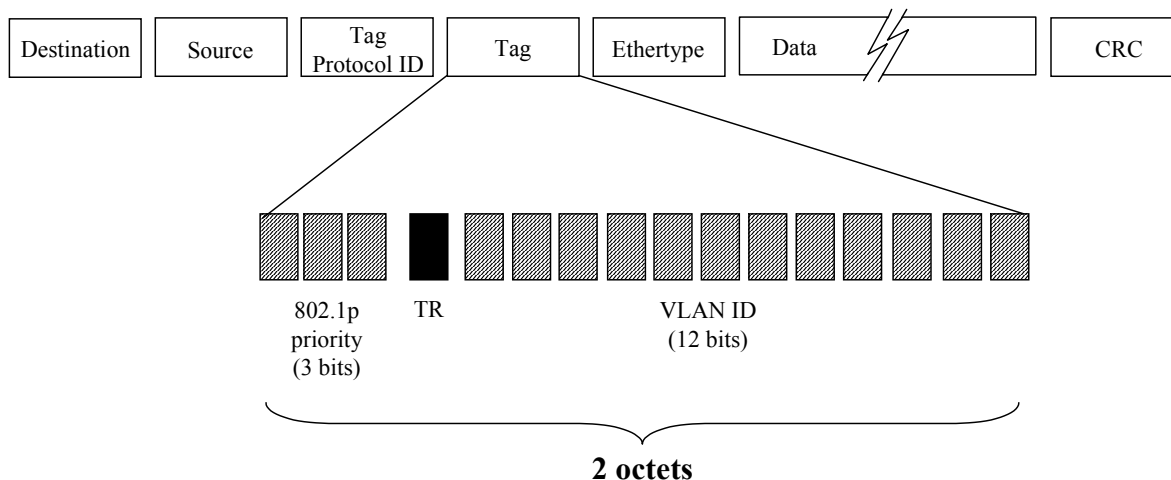 Destination
Source
Tag
Protocol ID
Tag
Ethertype
Data
CRC
802.1p
priority
(3 bits)
TR
VLAN ID
(12 bits)
2 octets